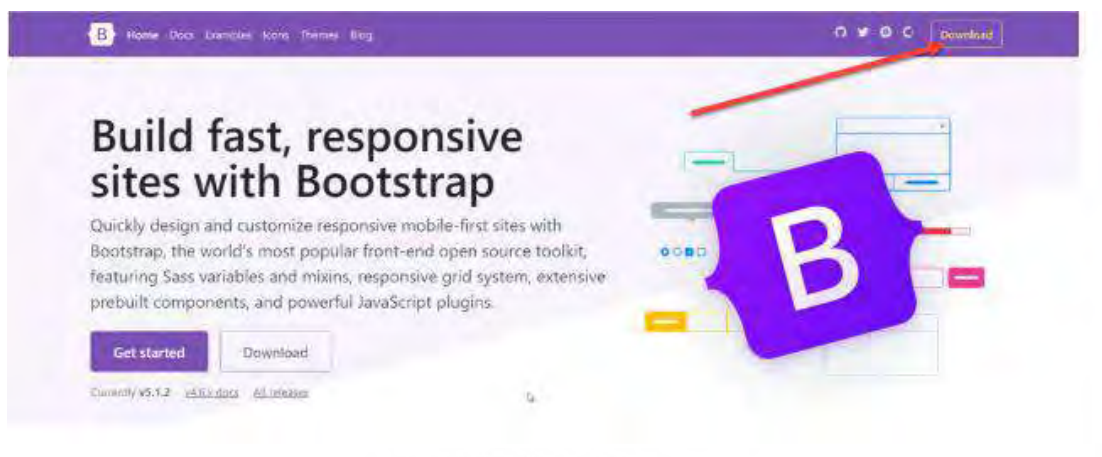 B Home Docs Examples Icons Themes Blog Download
Build fast, responsive
sites with Bootstrap
Quickly design and customize responsive mobile-first sites with
Bootstrap, the world's most popular front-end open source toolkit,
featuring Sass variables and mixins, responsive grid system, extensive
prebuilt components, and powerful JavaScript plugins.
Get started Download
Currently v5.1.2 v4.6.x docs All releases
B